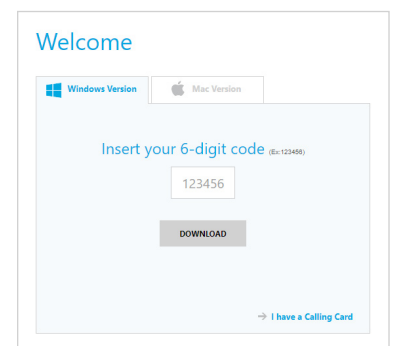 Welcome
Windows Version
Mac Version
Insert your 6-digit code (Ex:123456)
123456
DOWNLOAD
I have a Calling Card